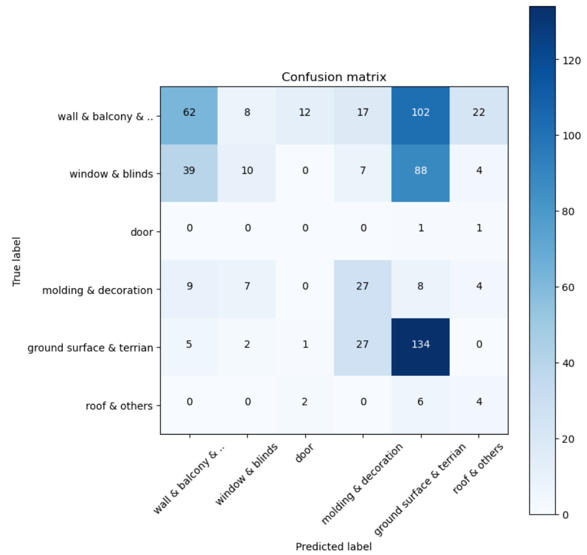 Confusion matrix
wall & balcony & .. 62 8 12 17 102 22
window & blinds 39 10 0 7 88 4
door 0 0 0 0 1 1
molding & decoration 9 7 0 27 8 4
ground surface & terrian 5 2 1 27 134 0
roof & others 0 0 2 0 6 4
True label
wall & balcony & ..
window & blinds
door
molding & decoration
ground surface & terrian
roof & others
Predicted label
120
100
80
60
40
20
0